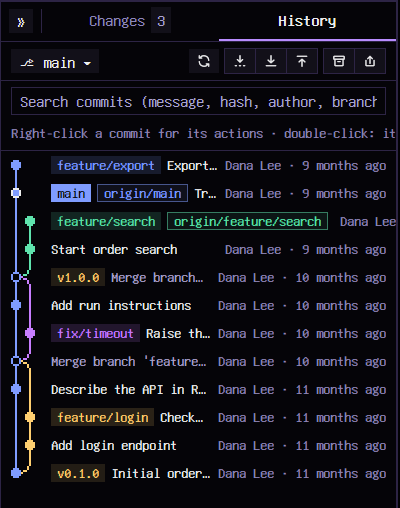 » Changes 3 History
main
Search commits (message, hash, author, branch
Right-click a commit for its actions · double-click: it
feature/export Export… Dana Lee · 9 months ago
main origin/main Tr… Dana Lee · 9 months ago
feature/search origin/feature/search Dana Lee
Start order search Dana Lee · 9 months ago
v1.0.0 Merge branch… Dana Lee · 10 months ago
Add run instructions Dana Lee · 10 months ago
fix/timeout Raise th… Dana Lee · 10 months ago
Merge branch 'feature… Dana Lee · 10 months ago
Describe the API in R… Dana Lee · 11 months ago
feature/login Check… Dana Lee · 11 months ago
Add login endpoint Dana Lee · 11 months ago
v0.1.0 Initial order… Dana Lee · 11 months ago